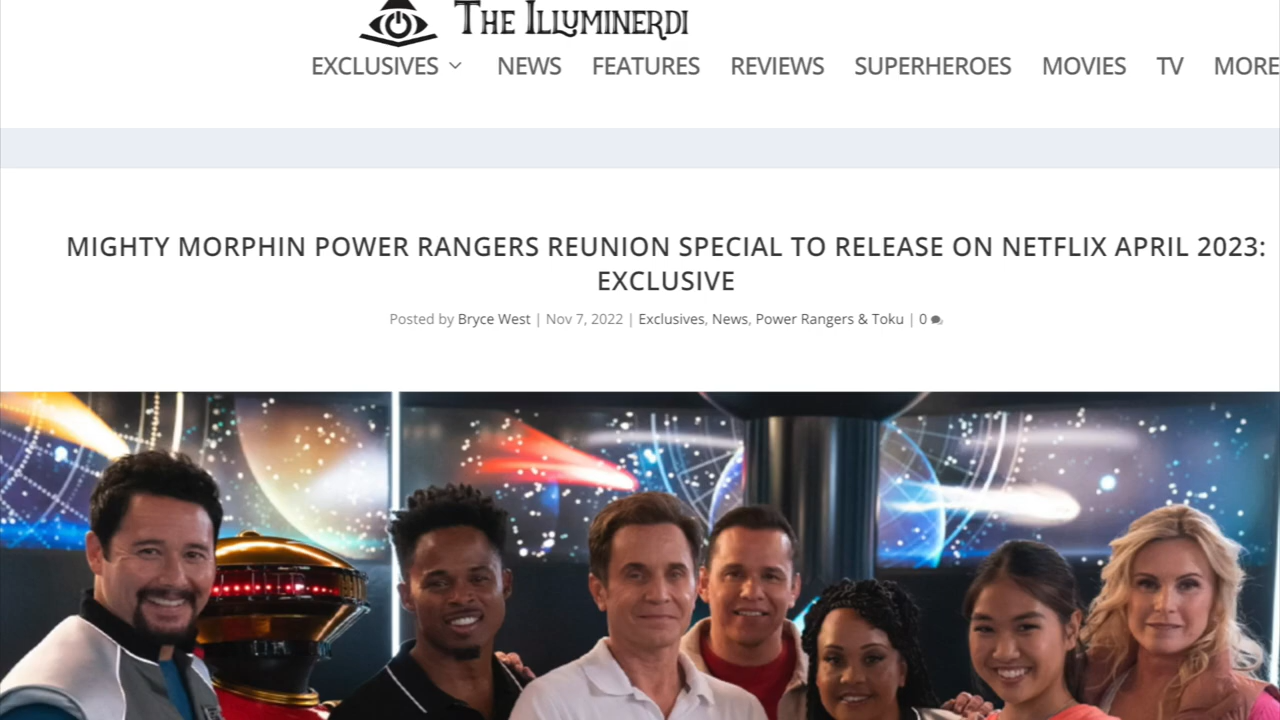 The Illuminerdi
EXCLUSIVES NEWS FEATURES REVIEWS SUPERHEROES MOVIES TV MORE
MIGHTY MORPHIN POWER RANGERS REUNION SPECIAL TO RELEASE ON NETFLIX APRIL 2023:
EXCLUSIVE
Posted by Bryce West | Nov 7, 2022 | Exclusives, News, Power Rangers & Toku | 0